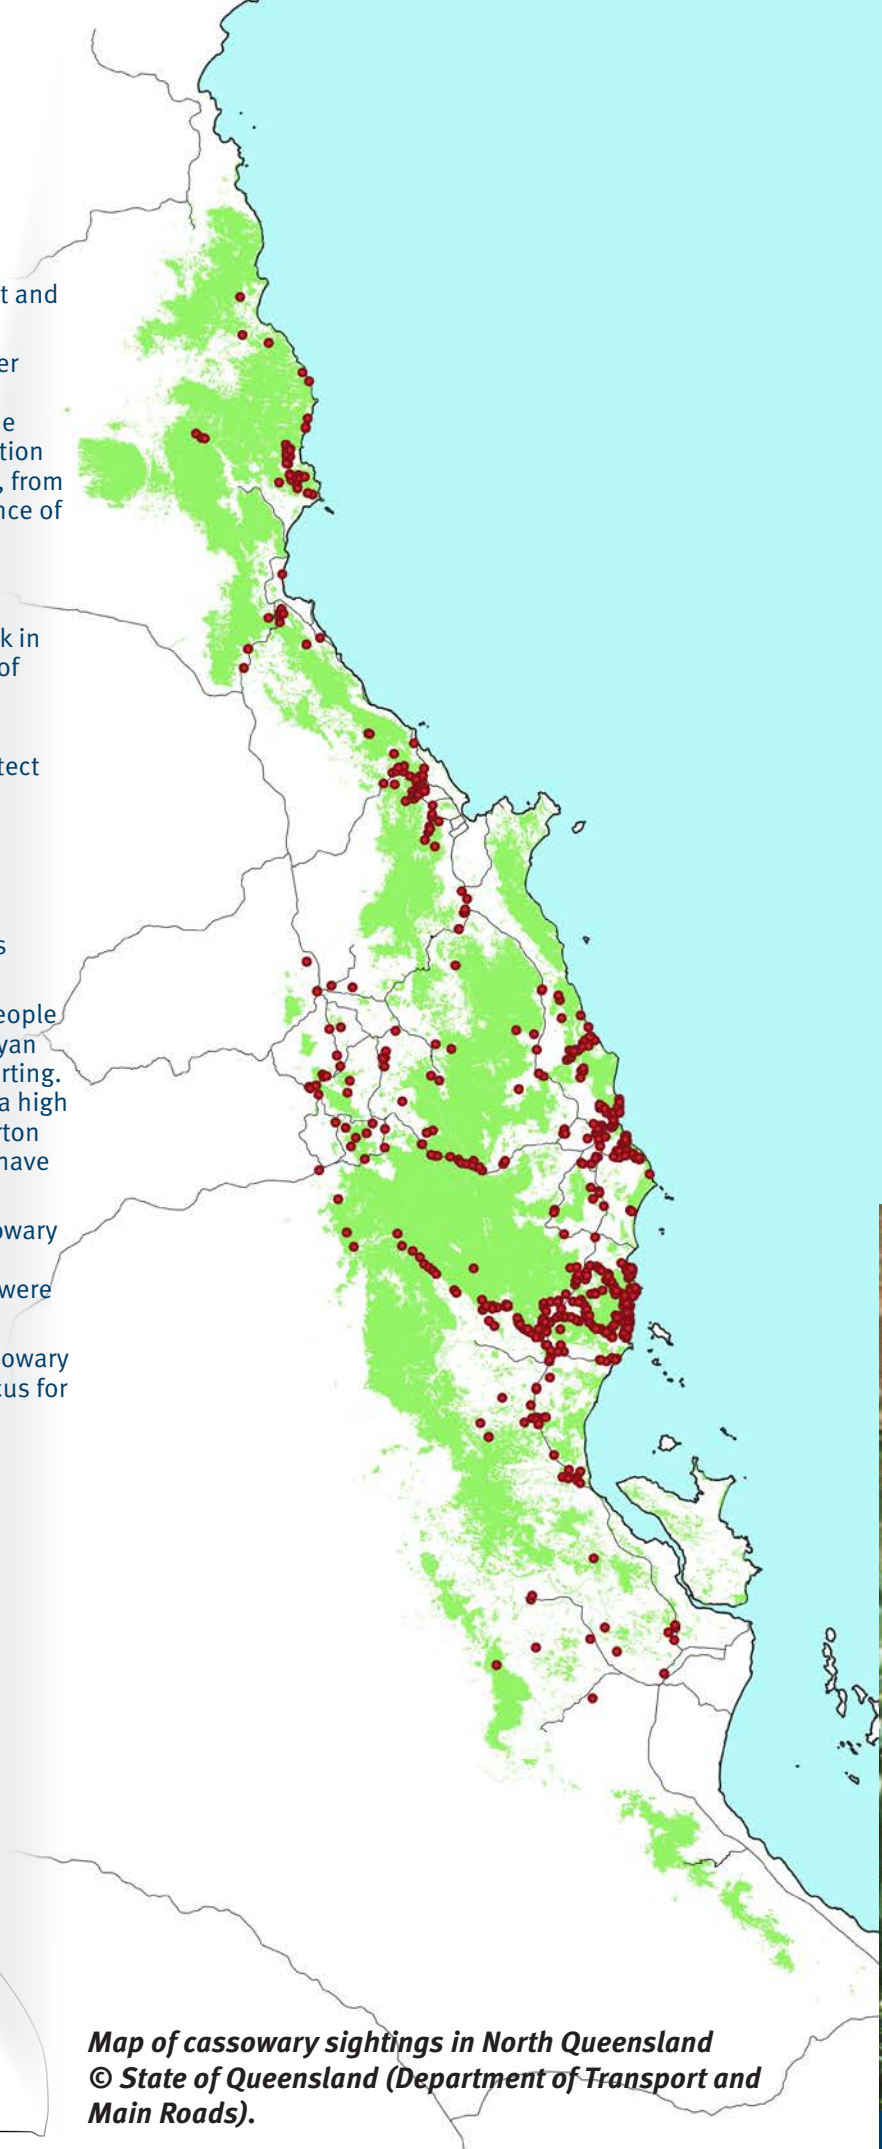 t and
er
e
tion
, from
nce of
k in
of
tect
s
eople
yan
rting.
a high
rton
have
owary
were
owary
cus for
Map of cassowary sightings in North Queensland
© State of Queensland (Department of Transport and
Main Roads).